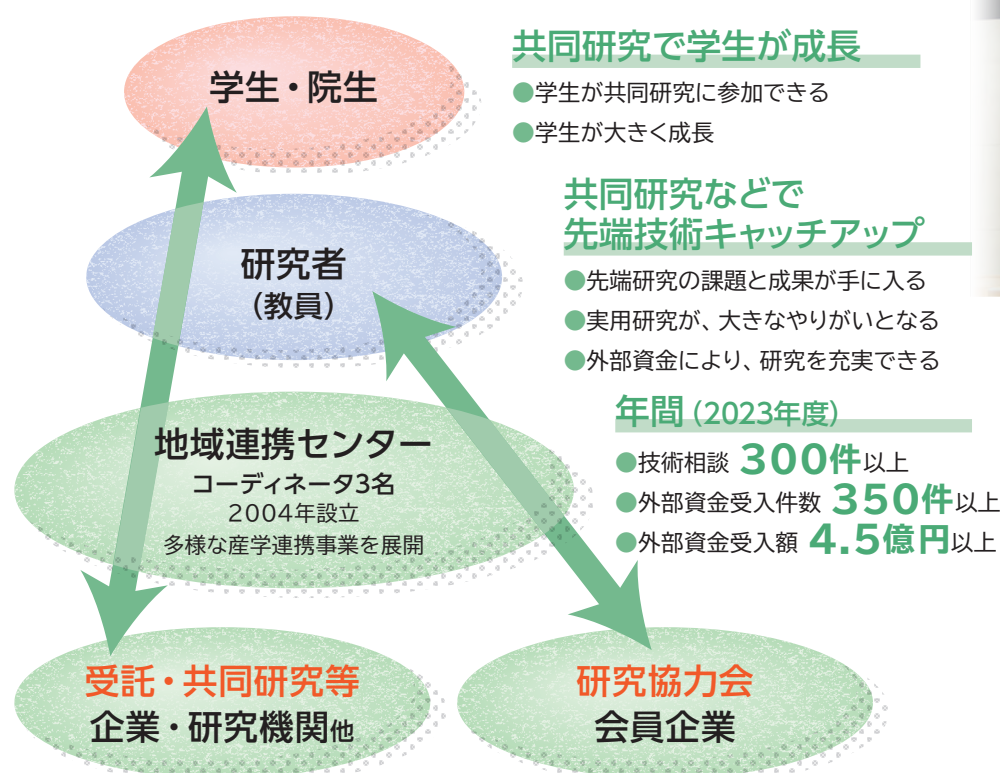 学生・院生
共同研究で学生が成長
●学生が共同研究に参加できる
●学生が大きく成長
研究者
(教員)
共同研究などで
先端技術キャッチアップ
●先端研究の課題と成果が手に入る
●実用研究が、大きなやりがいとなる
●外部資金により、研究を充実できる
地域連携センター
コーディネータ3名
2004年設立
多様な産学連携事業を展開
年間(2023年度)
●技術相談 300件以上
●外部資金受入件数 350件以上
●外部資金受入額 4.5億円以上
受託・共同研究等
企業・研究機関他
研究協力会
会員企業